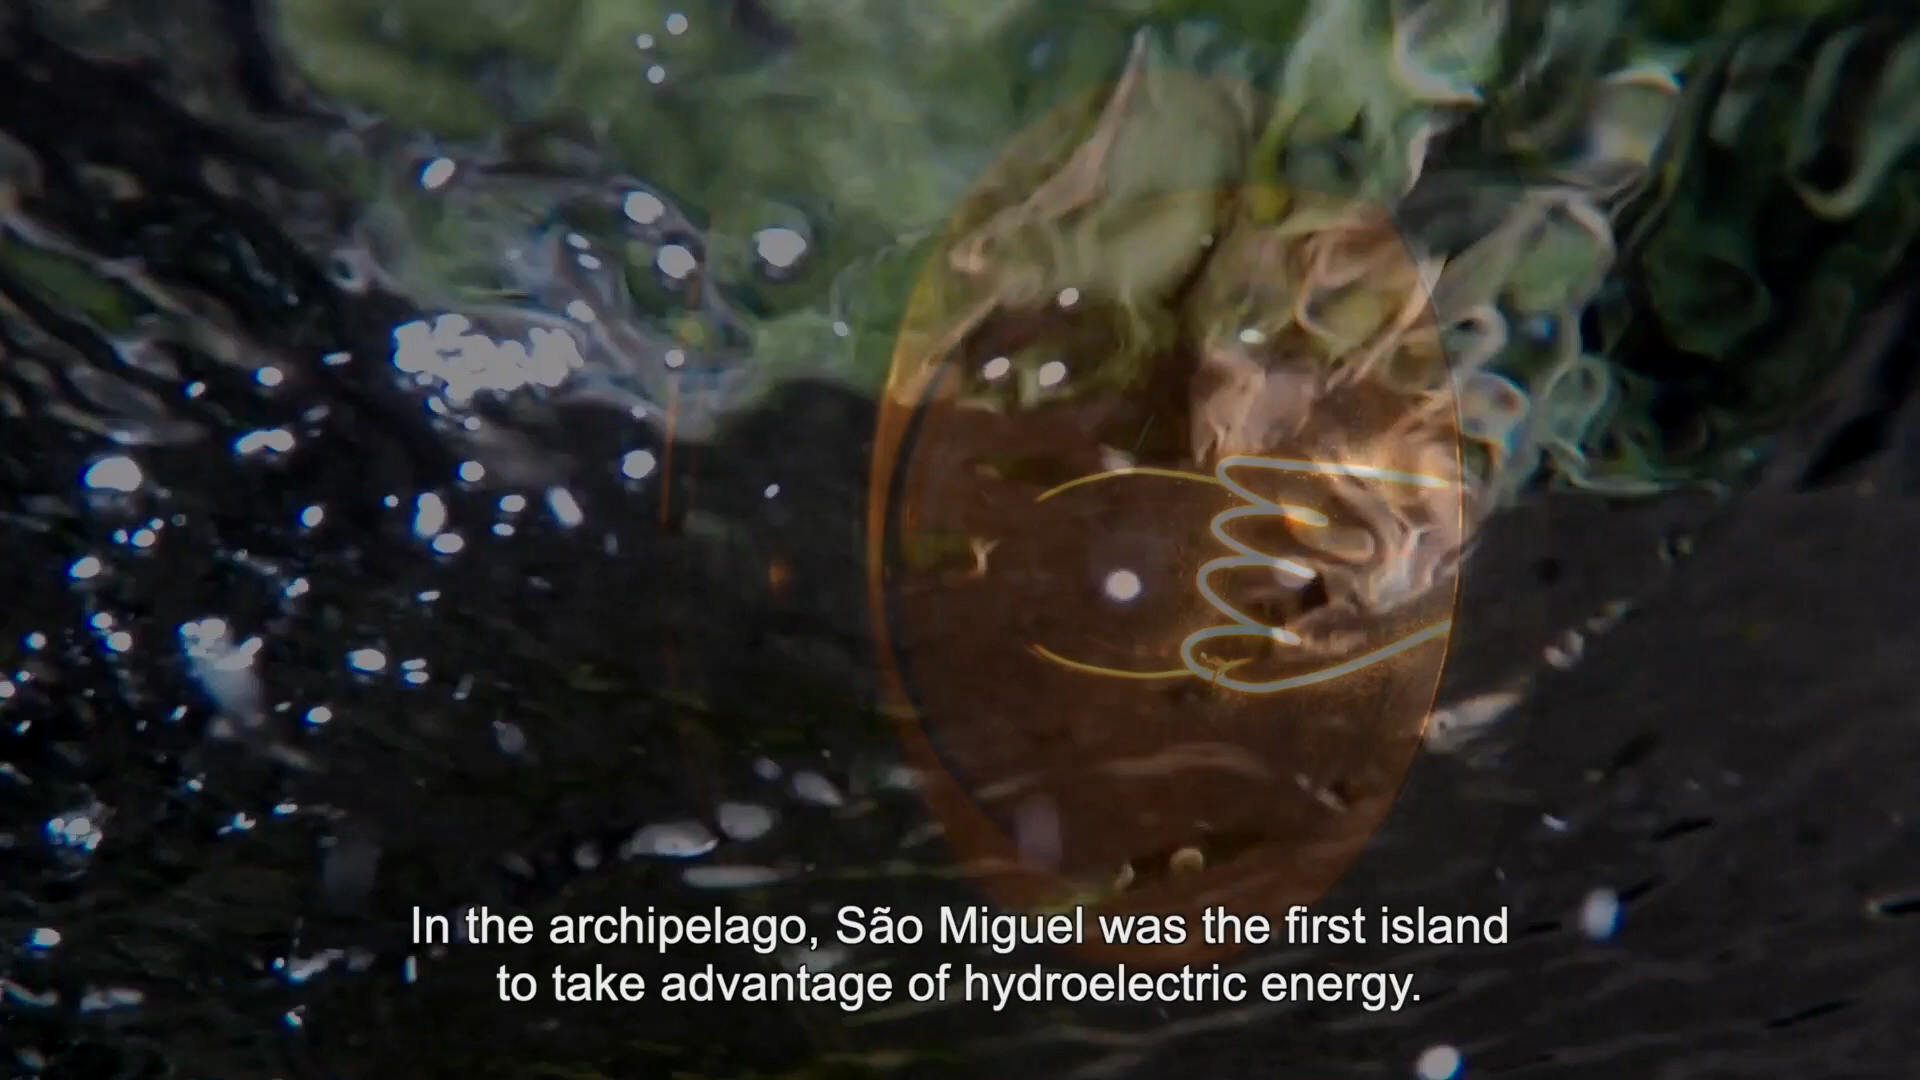 In the archipelago, São Miguel was the first island
to take advantage of hydroelectric energy.